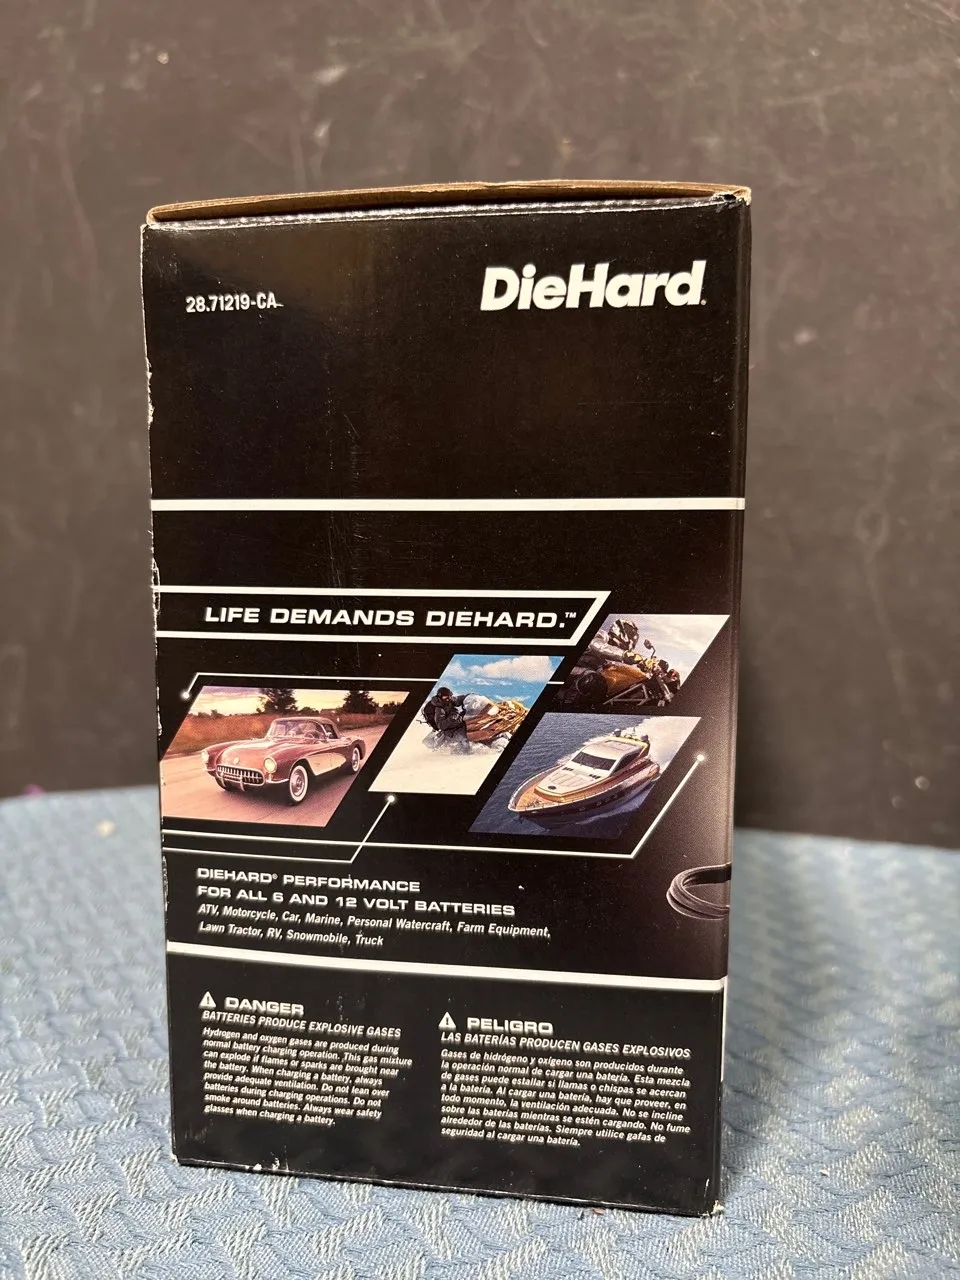 28.71219-CA
DieHard.
LIFE DEMANDS DIEHARD.™
DIEHARD® PERFORMANCE
FOR ALL 6 AND 12 VOLT BATTERIES
ATV, Motorcycle, Car, Marine, Personal Watercraft, Farm Equipment,
Lawn Tractor, RV, Snowmobile, Truck
DANGER
BATTERIES PRODUCE EXPLOSIVE GASES
Hydrogen and oxygen gases are produced during
normal battery charging operation. This gas mixture
can explode if flames or sparks are brought near
the battery. When charging a battery, always
provide adequate ventilation. Do not lean over
batteries during charging operations. Do not
smoke around batteries. Always wear safety
glasses when charging a battery.
PELIGRO
LAS BATERÍAS PRODUCEN GASES EXPLOSIVOS
Gases de hidrógeno y oxígeno son producidos durante
la operación normal de cargar una batería. Esta mezcla
de gases puede estallar si llamas o chispas se acercan
a la batería. Al cargar una batería, hay que proveer, en
todo momento, la ventilación adecuada. No se incline
sobre las baterías mientras se estén cargando. No fume
alrededor de las baterías. Siempre utilice gafas de
seguridad al cargar una batería.